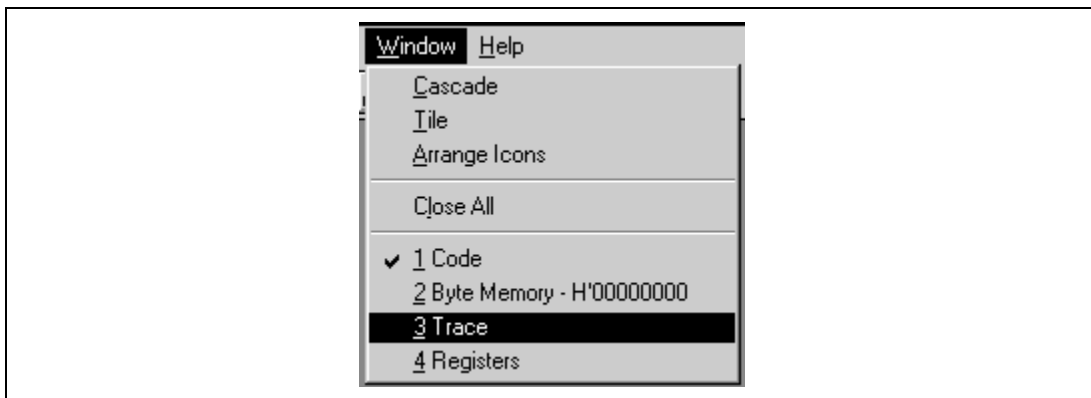 Window Help
Cascade
Tile
Arrange Icons
Close All
✔ 1 Code
2 Byte Memory - H'00000000
3 Trace
4 Registers